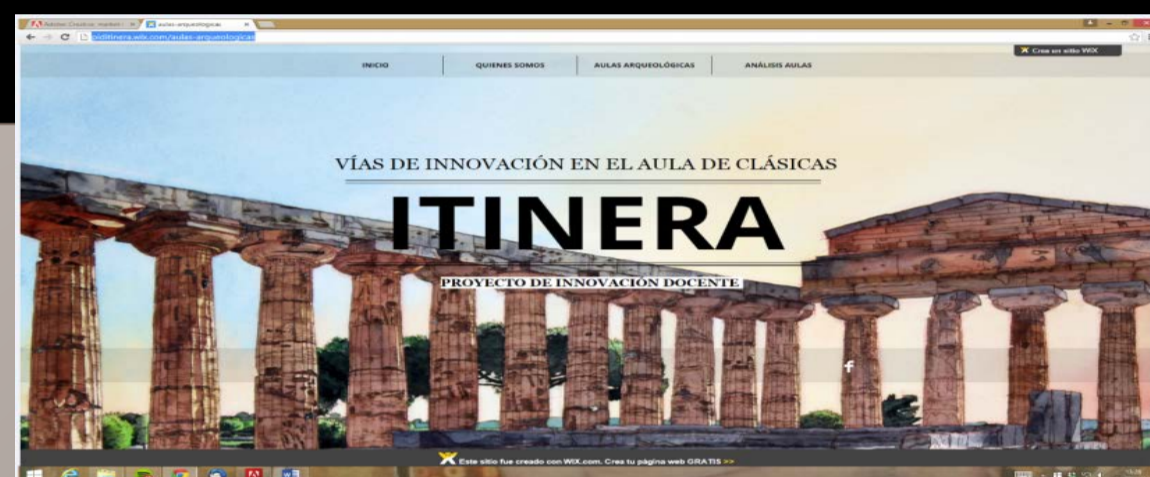 aulas-arqueologicas
piditinera.wix.com/aulas-arqueologicas
Crea un sitio WIX
INICIO
QUIENES SOMOS
AULAS ARQUEOLÓGICAS
ANÁLISIS AULAS
VÍAS DE INNOVACIÓN EN EL AULA DE CLÁSICAS
ITINERA
PROYECTO DE INNOVACIÓN DOCENTE
f
Este sitio fue creado con WIX.com. Crea tu página web GRATIS >>